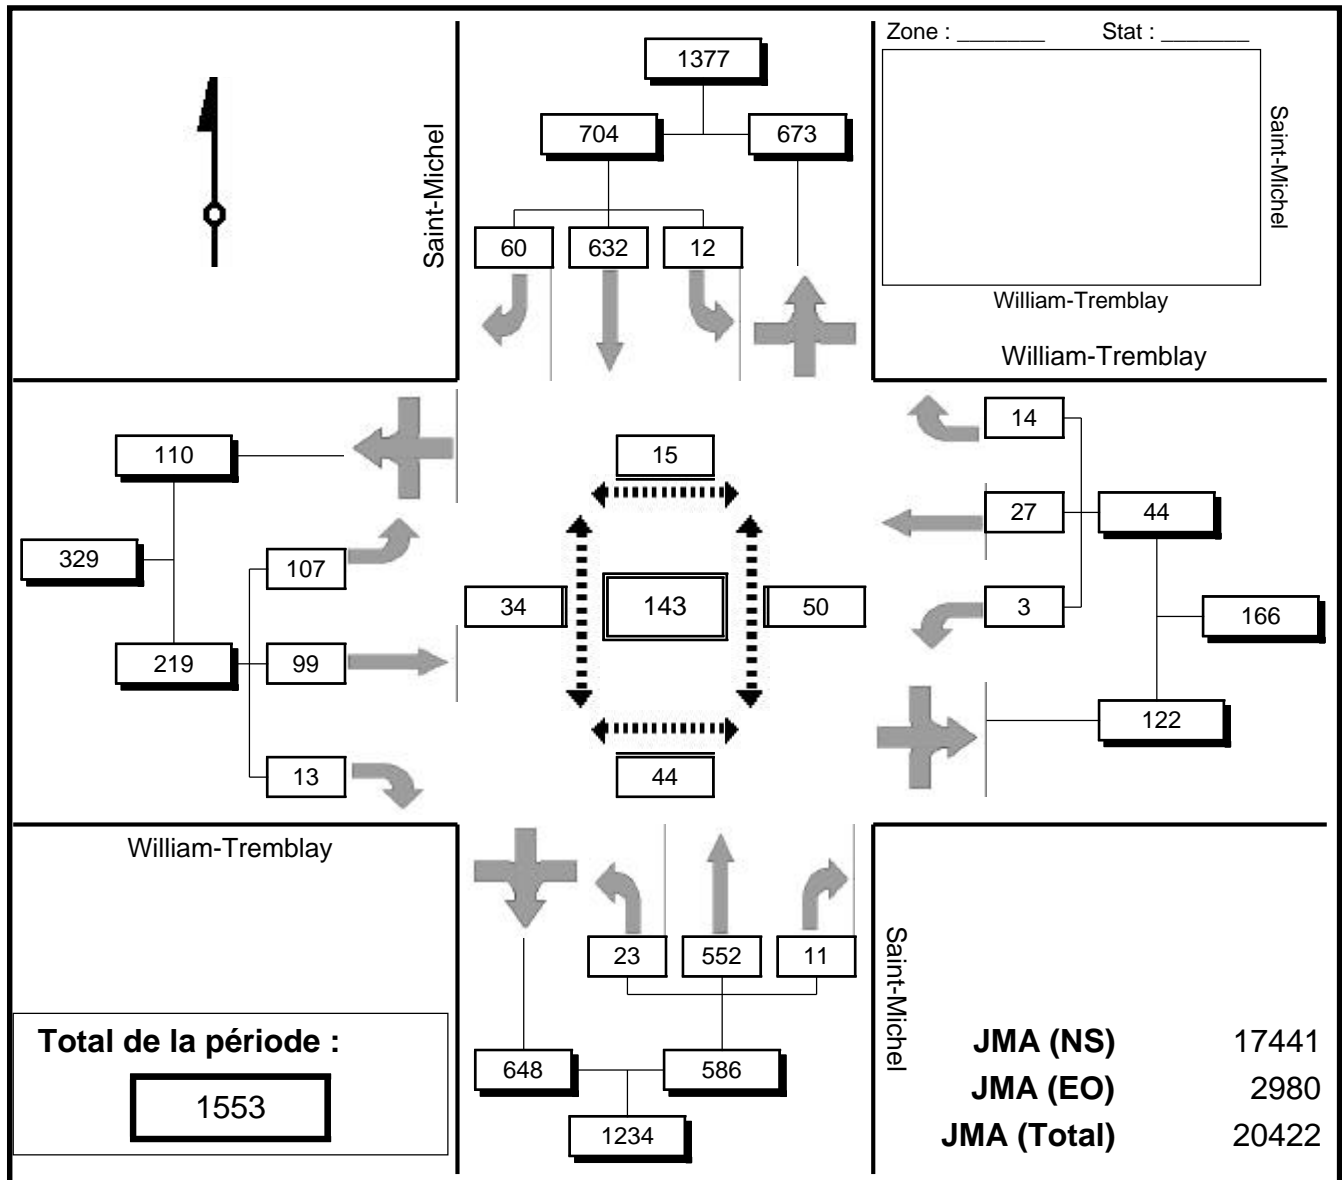 Zone : _______ Stat : _______
1377
704
673
Saint-Michel
Saint-Michel
60
632
12
William-Tremblay
William-Tremblay
14
110
15
27
44
329
107
34
143
50
3
166
219
99
122
13
44
William-Tremblay
23
552
11
Saint-Michel
Total de la période :
1553
648
586
1234
JMA (NS) 17441
JMA (EO) 2980
JMA (Total) 20422